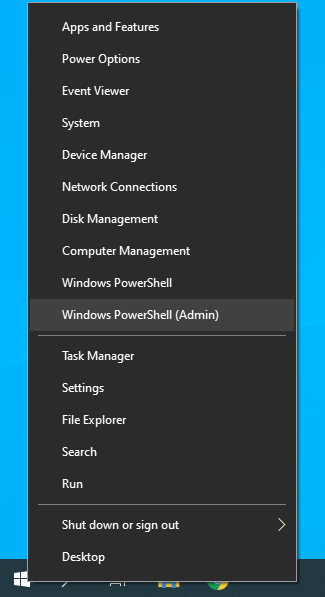 Apps and Features
Power Options
Event Viewer
System
Device Manager
Network Connections
Disk Management
Computer Management
Windows PowerShell
Windows PowerShell (Admin)
Task Manager
Settings
File Explorer
Search
Run
Shut down or sign out
Desktop